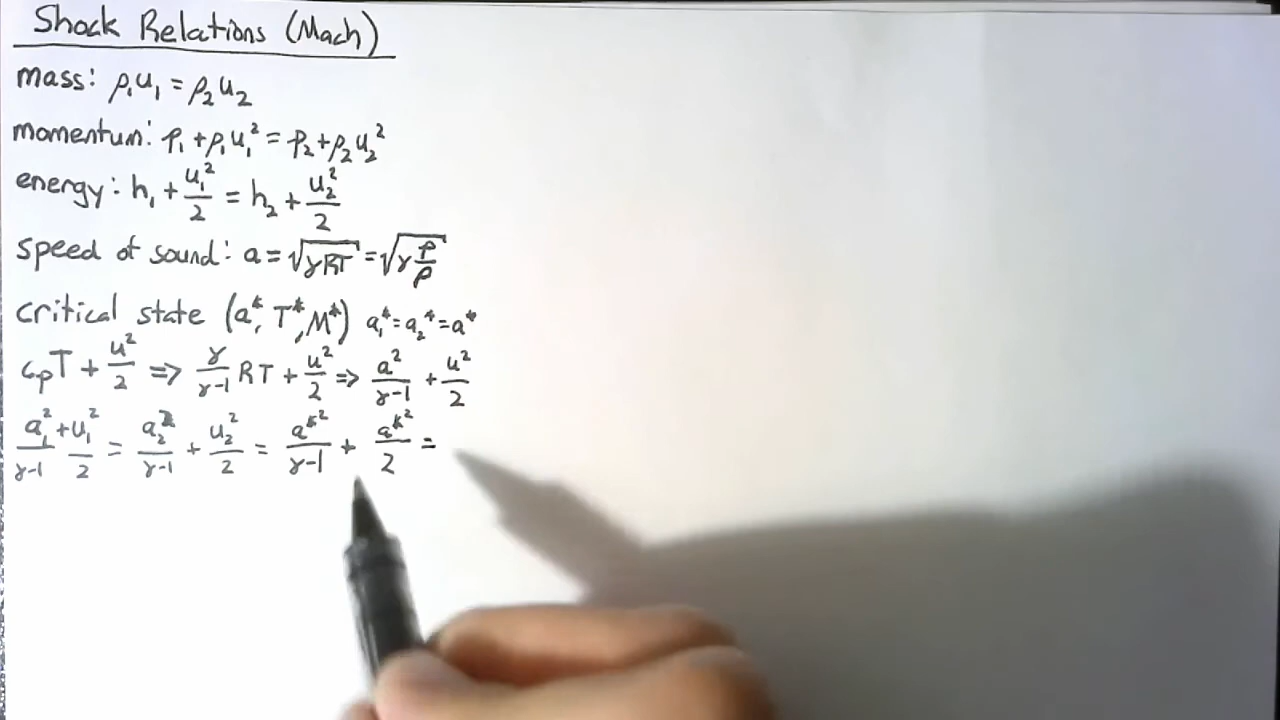 Shock Relations (Mach)
mass: ρ₁u₁ = ρ₂u₂
momentum: p₁ + ρ₁u₁² = p₂ + ρ₂u₂²
energy: h₁ + u₁²/2 = h₂ + u₂²/2
speed of sound: a = √(γRT) = √(γ p/ρ)
critical state (a*, T*, M*) a₁* = a₂* = a*
cₚT + u²/2 => γ/(γ-1) RT + u²/2 => a²/(γ-1) + u²/2
a₁²/(γ-1) + u₁²/2 = a₂²/(γ-1) + u₂²/2 = a*²/(γ-1) + a*²/2 =